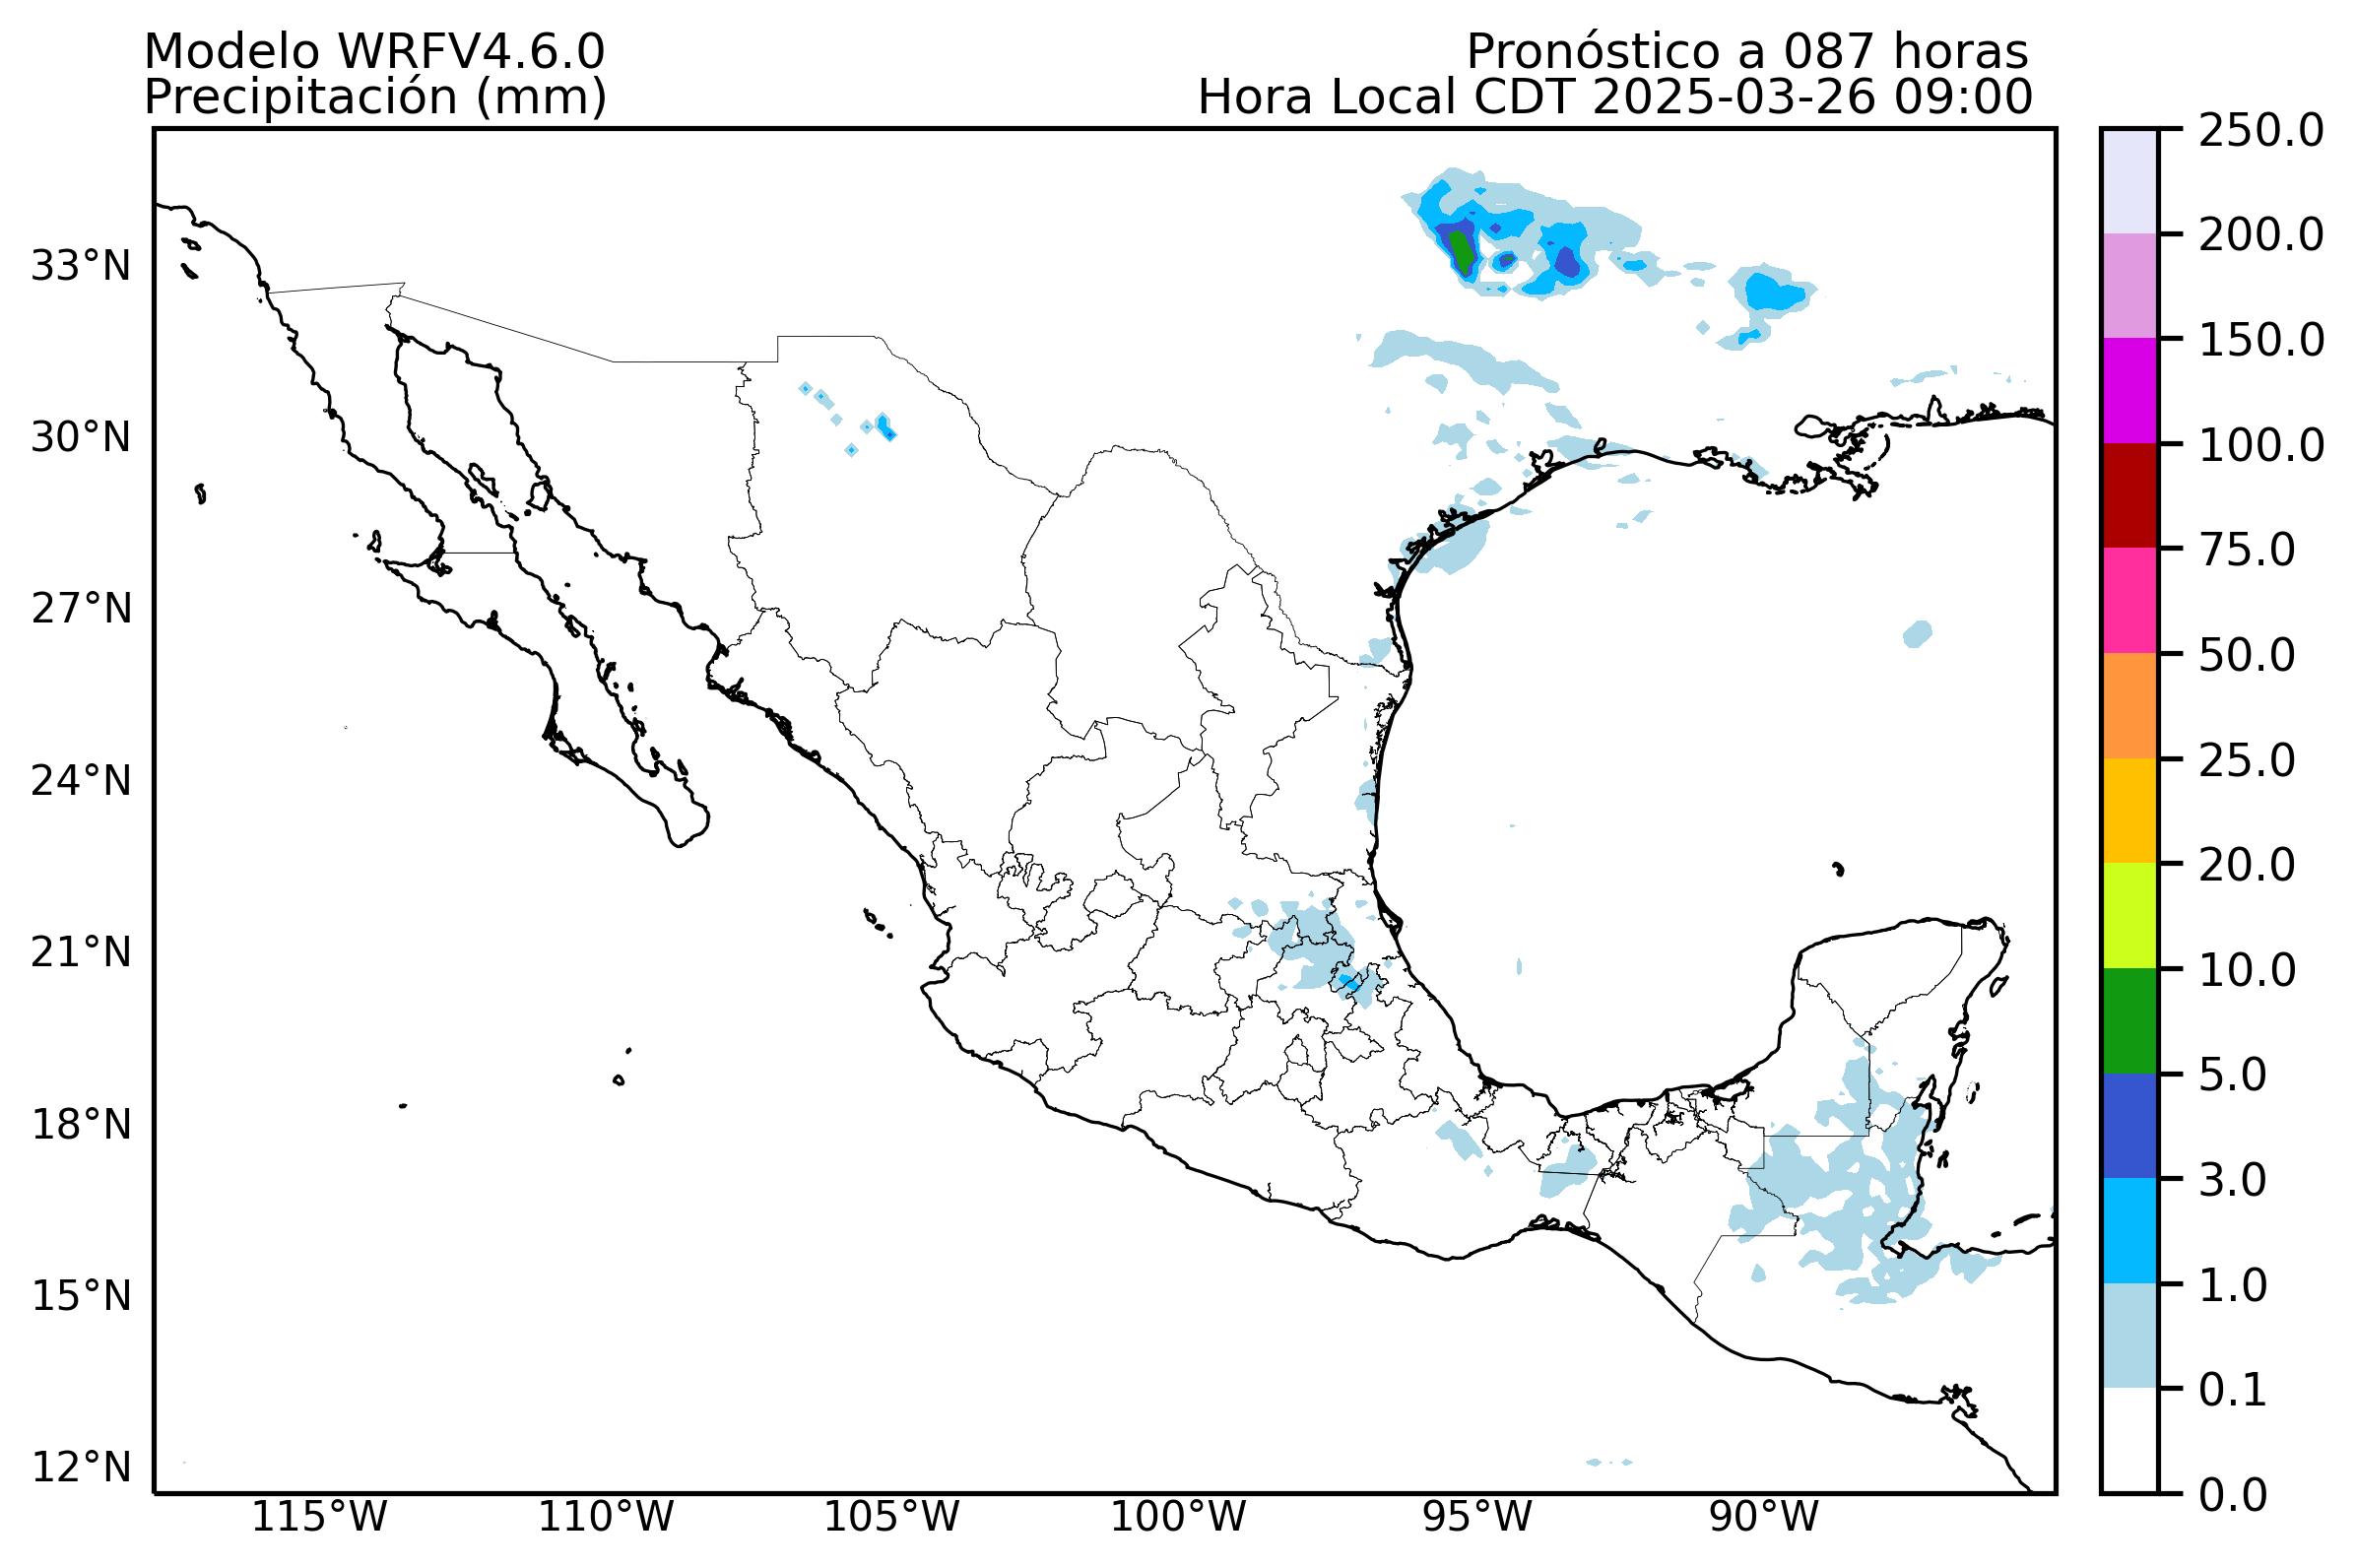 Modelo WRFV4.6.0
Precipitación (mm)
Pronóstico a 087 horas
Hora Local CDT 2025-03-26 09:00
33°N
30°N
27°N
24°N
21°N
18°N
15°N
12°N
115°W
110°W
105°W
100°W
95°W
90°W
250.0
200.0
150.0
100.0
75.0
50.0
25.0
20.0
10.0
5.0
3.0
1.0
0.1
0.0